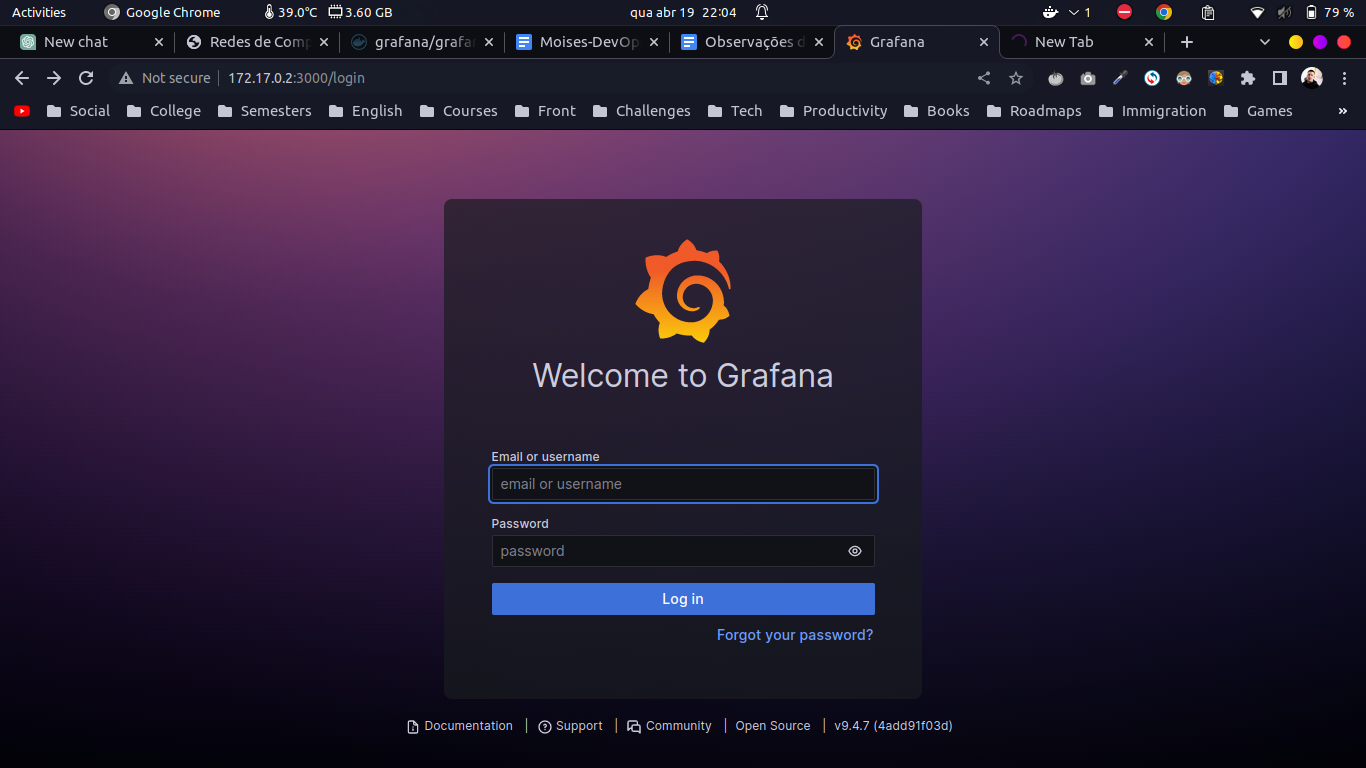 Activities Google Chrome 39.0°C 3.60 GB qua abr 19 22:04 1 79 %
New chat Redes de Com grafana/grafa Moises-DevOp Observações d Grafana New Tab
Not secure 172.17.0.2:3000/login
Social College Semesters English Courses Front Challenges Tech Productivity Books Roadmaps Immigration Games »
Welcome to Grafana
Email or username
email or username
Password
password
Log in
Forgot your password?
Documentation | Support | Community | Open Source | v9.4.7 (4add91f03d)